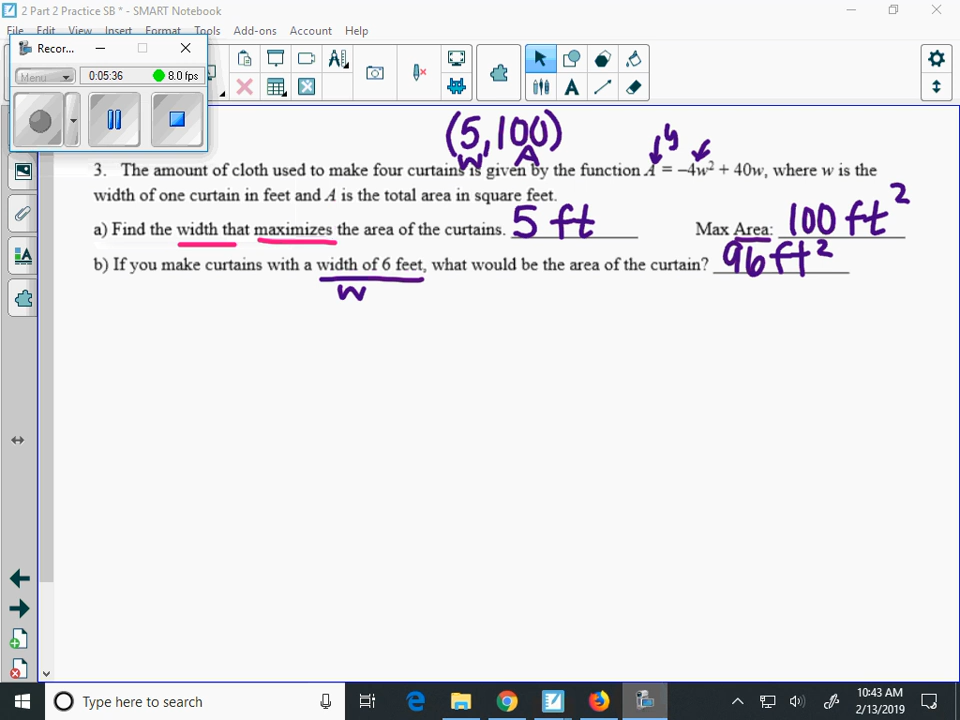 2 Part 2 Practice SB * - SMART Notebook
File Edit View Insert Format Tools Add-ons Account Help
Recor...
Menu 0:05:36 8.0 fps
(5,100)
W A
y
3. The amount of cloth used to make four curtains is given by the function A = −4w² + 40w, where w is the
width of one curtain in feet and A is the total area in square feet.
a) Find the width that maximizes the area of the curtains. 5 ft Max Area: 100 ft²
b) If you make curtains with a width of 6 feet, what would be the area of the curtain? 96 ft²
W
Type here to search
10:43 AM
2/13/2019